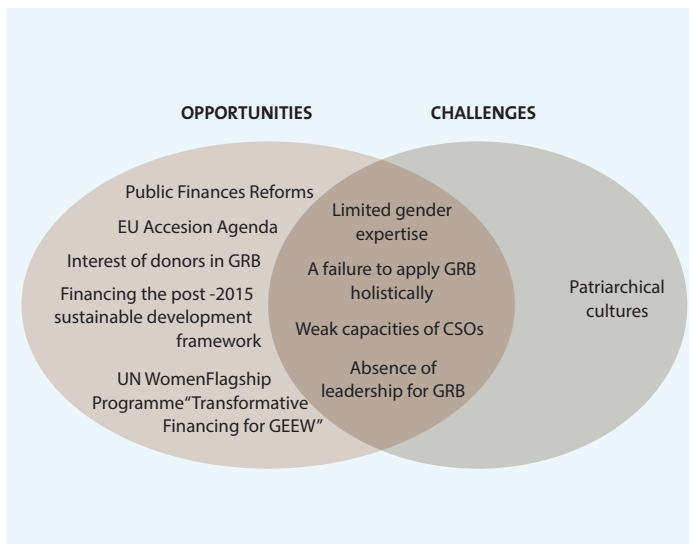 OPPORTUNITIES
CHALLENGES
Public Finances Reforms
EU Accesion Agenda
Interest of donors in GRB
Financing the post -2015
sustainable development
framework
UN WomenFlagship
Programme“Transformative
Financing for GEEW”
Limited gender
expertise
A failure to apply GRB
holistically
Weak capacities of CSOs
Absence of
leadership for GRB
Patriarchical
cultures